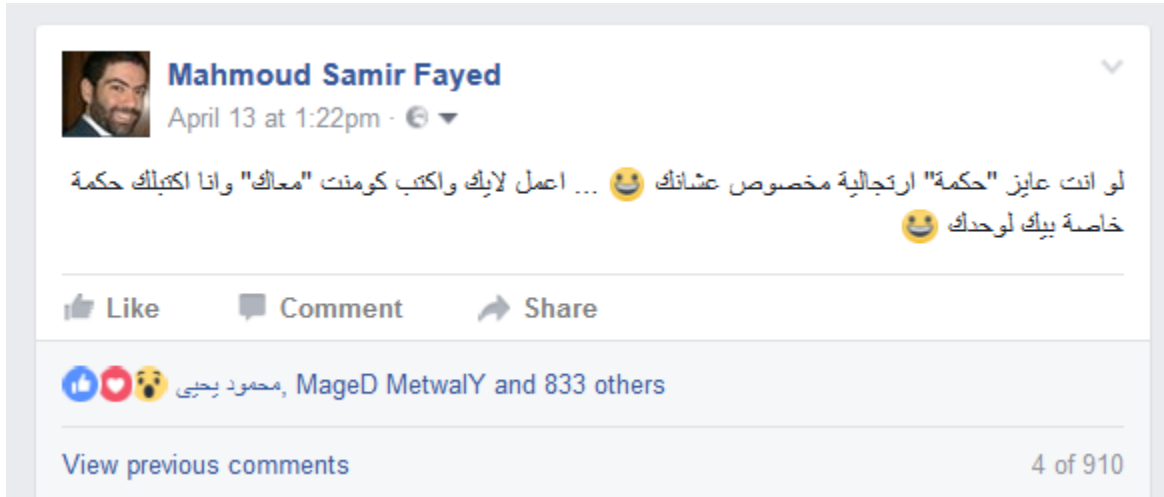 Mahmoud Samir Fayed
April 13 at 1:22pm ·
لو انت عايز "حكمة" ارتجالية مخصوص عشانك 😀 ... اعمل لايك واكتب كومنت "معاك" وانا اكتبلك حكمة
خاصة بيك لوحدك 😀
Like Comment Share
محمود يحيى, MageD MetwalY and 833 others
View previous comments 4 of 910